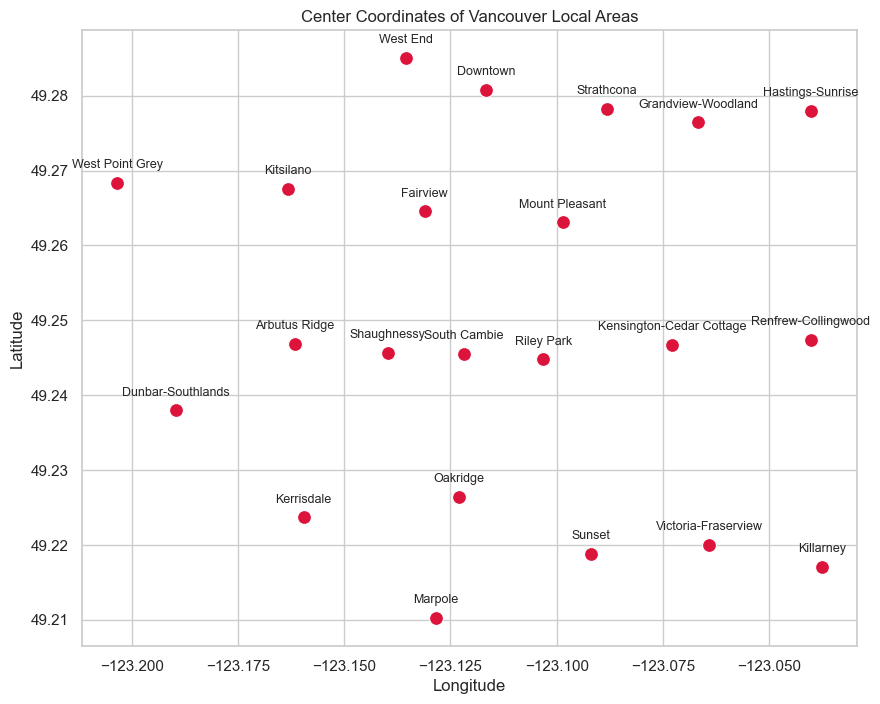 Center Coordinates of Vancouver Local Areas
West End
Downtown
Strathcona
Hastings-Sunrise
Grandview-Woodland
West Point Grey
Kitsilano
Fairview
Mount Pleasant
Arbutus Ridge
Shaughnessy
South Cambie
Riley Park
Kensington-Cedar Cottage
Renfrew-Collingwood
Dunbar-Southlands
Oakridge
Kerrisdale
Sunset
Victoria-Fraserview
Killarney
Marpole
Latitude
49.28
49.27
49.26
49.25
49.24
49.23
49.22
49.21
−123.200 −123.175 −123.150 −123.125 −123.100 −123.075 −123.050
Longitude